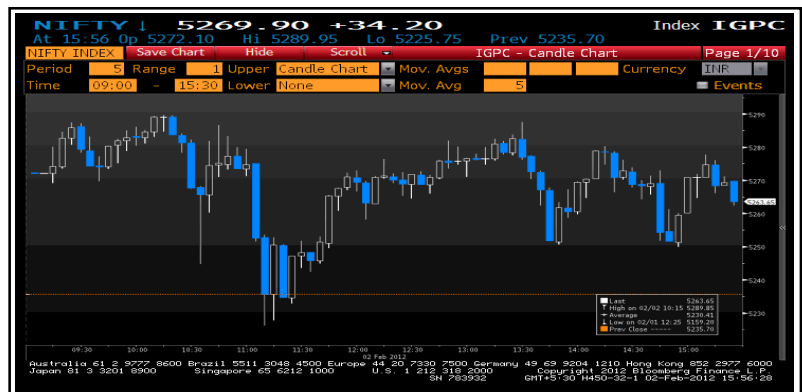 NIFTY ↓ 5269.90 +34.20 Index IGPC
At 15:56 Op 5272.10 Hi 5289.95 Lo 5225.75 Prev 5235.70
NIFTY INDEX Save Chart Hide Scroll IGPC - Candle Chart Page 1/10
Period 5 Range 1 Upper Candle Chart Mov. Avgs Currency INR
Time 09:00 - 15:30 Lower None Mov. Avg 5 Events
5290
5280
5270
5263.65
5260
5250
5240
5230
Last 5263.65
High on 02/02 10:15 5289.85
Average 5230.41
Low on 02/01 12:25 5159.20
Prev Close ----- 5235.70
09:30 10:00 10:30 11:00 11:30 12:00 12:30 13:00 13:30 14:00 14:30 15:00
02 Feb 2012
Australia 61 2 9777 8600 Brazil 5511 3048 4500 Europe 44 20 7330 7500 Germany 49 69 9204 1210 Hong Kong 852 2977 6000
Japan 81 3 3201 8900 Singapore 65 6212 1000 U.S. 1 212 318 2000 Copyright 2012 Bloomberg Finance L.P.
SN 783932 GMT+5:30 H450-32-1 02-Feb-2012 15:56:28